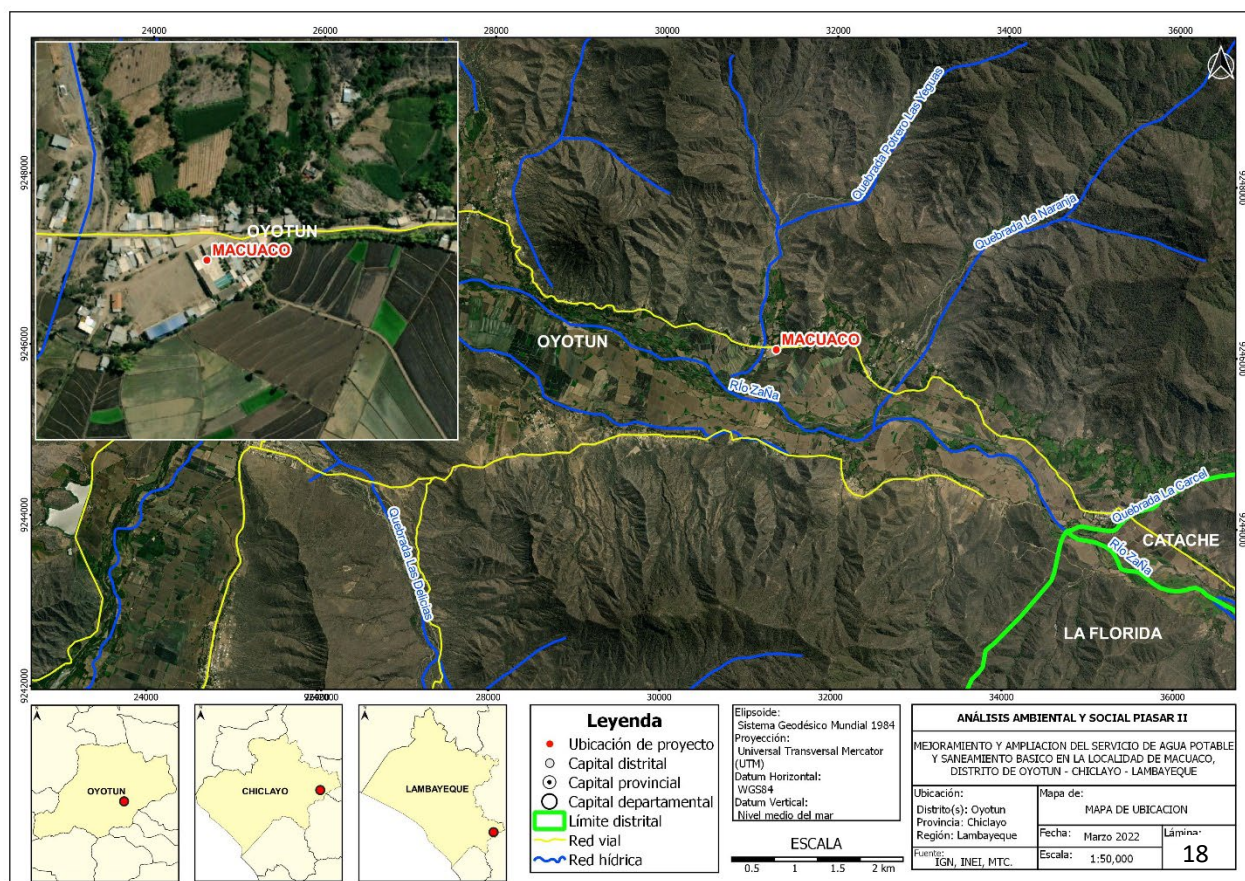 24000
26000
28000
30000
32000
34000
36000
9248000
9246000
9244000
9242000
9248000
9246000
9244000
OYOTUN
MACUACO
Quebrada Potrero Las Yeguas
Quebrada La Naranja
OYOTUN
MACUACO
RÍO ZAÑA
Quebrada Las Delicias
Quebrada La Carcel
CATACHE
RÍO ZAÑA
LA FLORIDA
24000
28000
30000
32000
34000
36000
OYOTUN
CHICLAYO
LAMBAYEQUE
Leyenda
Ubicación de proyecto
Capital distrital
Capital provincial
Capital departamental
Límite distrital
Red vial
Red hídrica
Elipsoide:
Sistema Geodésico Mundial 1984
Proyección:
Universal Transversal Mercator
(UTM)
Datum Horizontal:
WGS84
Datum Vertical:
Nivel medio del mar
ESCALA
0.5 1 1.5 2 km
ANÁLISIS AMBIENTAL Y SOCIAL PIASAR II
MEJORAMIENTO Y AMPLIACION DEL SERVICIO DE AGUA POTABLE
Y SANEAMIENTO BASICO EN LA LOCALIDAD DE MACUACO,
DISTRITO DE OYOTUN - CHICLAYO - LAMBAYEQUE
Ubicación:
Distrito(s): Oyotun
Provincia: Chiclayo
Región: Lambayeque
Mapa de:
MAPA DE UBICACION
Fecha: Marzo 2022
Lámina:
18
Fuente:
IGN, INEI, MTC.
Escala: 1:50,000